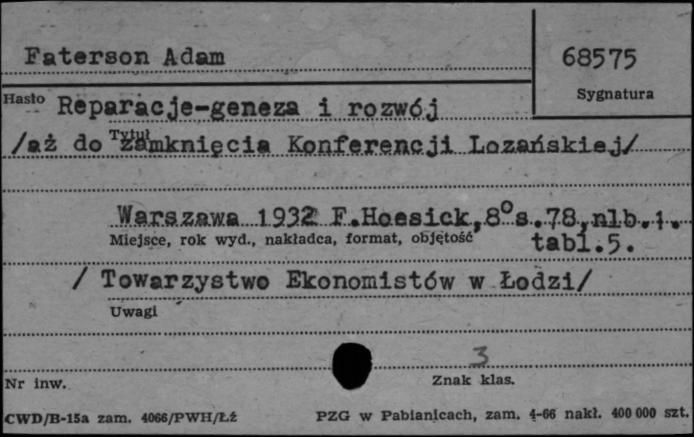 Faterson Adam
68575
Sygnatura
Hasło Reparacje-geneza i rozwój
Tytuł
/aż do zamknięcia Konferencji Lozańskiej/
Warszawa 1932 F.Hoesick,8°s.78,nlb.1.
Miejsce, rok wyd., nakładca, format, objętość tabl.5.
/ Towarzystwo Ekonomistów w Łodzi/
Uwagi
3
Nr inw. Znak klas.
CWD/B-15a zam. 4066/PWH/Łż PZG w Pabianicach, zam. 4-66 nakł. 400 000 szt.